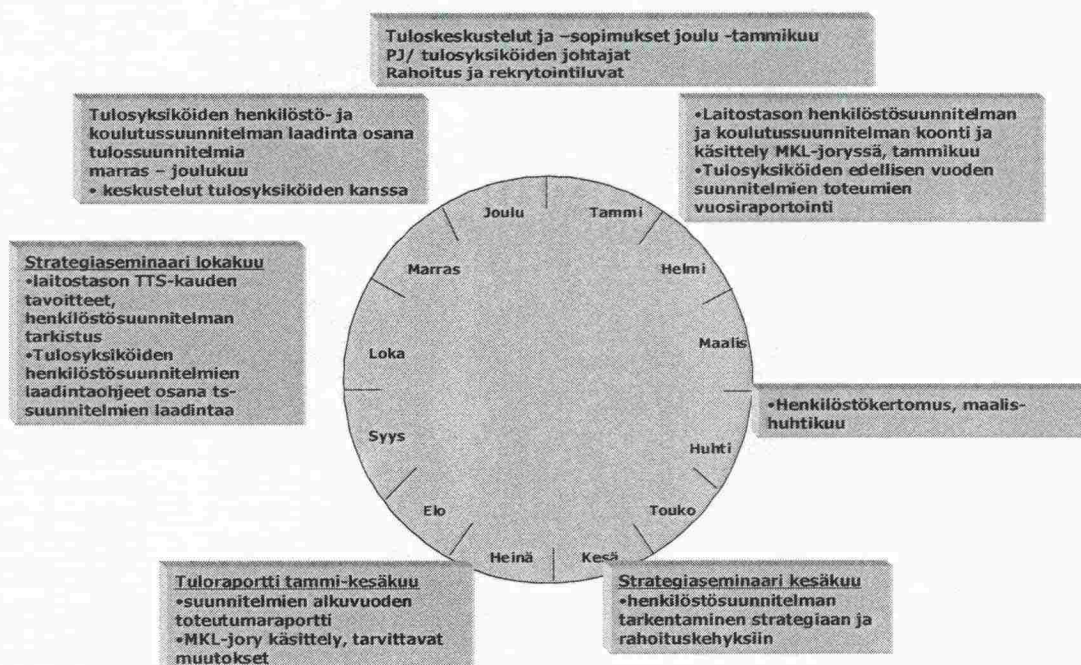 Tuloskeskustelut ja –sopimukset joulu -tammikuu
PJ/ tulosyksiköiden johtajat
Rahoitus ja rekrytointiluvat
Tulosyksiköiden henkilöstö- ja
koulutussuunnitelman laadinta osana
tulossuunnitelmia
marras – joulukuu
• keskustelut tulosyksiköiden kanssa
•Laitostason henkilöstösuunnitelman
ja koulutussuunnitelman koonti ja
käsittely MKL-joryssä, tammikuu
•Tulosyksiköiden edellisen vuoden
suunnitelmien toteumien
vuosiraportointi
Strategiaseminaari lokakuu
•laitostason TTS-kauden
tavoitteet,
henkilöstösuunnitelman
tarkistus
•Tulosyksiköiden
henkilöstösuunnitelmien
laadintaohjeet osana ts-
suunnitelmien laadintaa
Joulu
Tammi
Marras
Helmi
Loka
Maalis
Syys
Huhti
Elo
Touko
Heinä
Kesä
•Henkilöstökertomus, maalis-
huhtikuu
Tuloraportti tammi-kesäkuu
•suunnitelmien alkuvuoden
toteutumaraportti
•MKL-jory käsittely, tarvittavat
muutokset
Strategiaseminaari kesäkuu
•henkilöstösuunnitelman
tarkentaminen strategiaan ja
rahoituskehyksiin